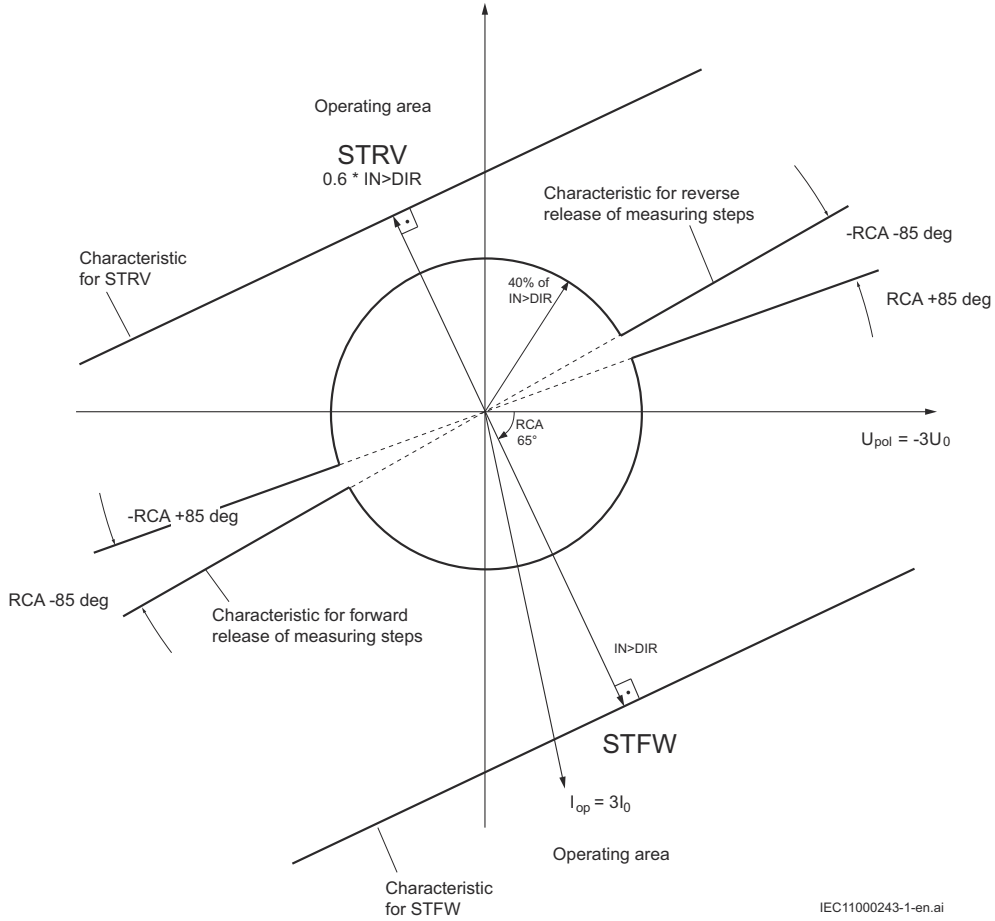 Operating area
STRV
0.6 * IN>DIR
Characteristic for reverse
release of measuring steps
-RCA -85 deg
Characteristic
for STRV
40% of
IN>DIR
RCA +85 deg
RCA
65°
Upol = -3U0
-RCA +85 deg
RCA -85 deg
Characteristic for forward
release of measuring steps
IN>DIR
STFW
Iop = 3I0
Operating area
Characteristic
for STFW
IEC11000243-1-en.ai